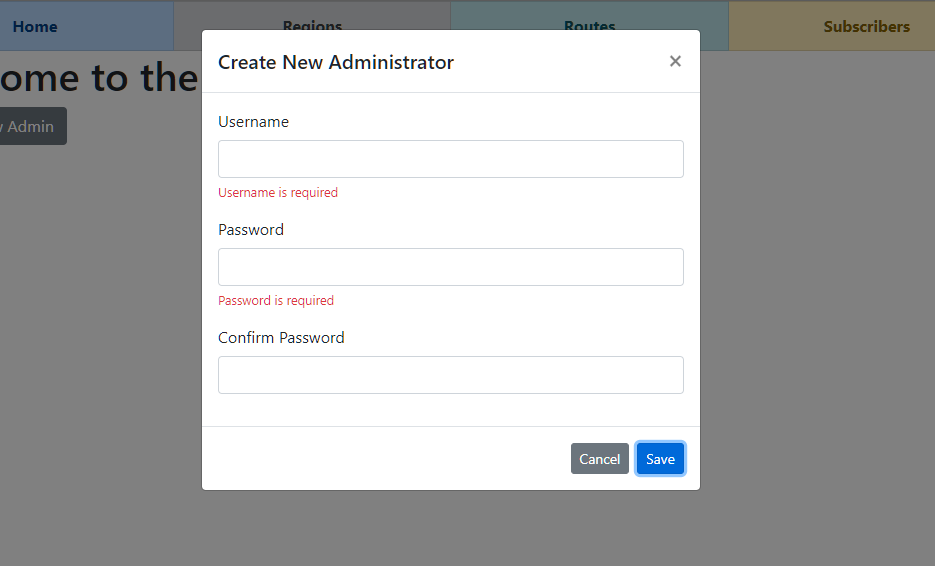 Home Regions Routes Subscribers
ome to the
Admin
Create New Administrator ×
Username
Username is required
Password
Password is required
Confirm Password
Cancel Save